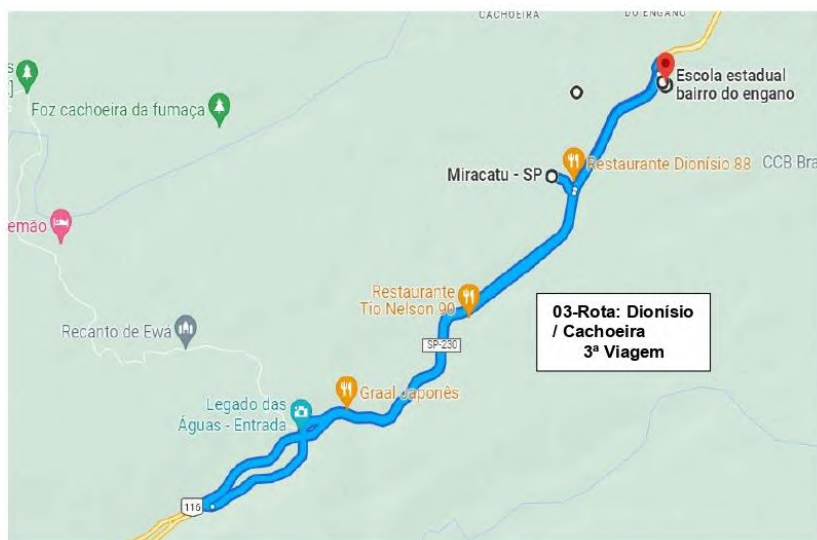 CACHOEIRA
DO ENGANO
Escola estadual
bairro do engano
Foz cachoeira da fumaça
Restaurante Dionísio 88
CCB Bra
Miracatu - SP
emão
Restaurante
Tio Nelson 90
03-Rota: Dionísio
/ Cachoeira
3ª Viagem
Recanto de Ewá
SP-230
Graal Japonês
Legado das
Águas - Entrada
116